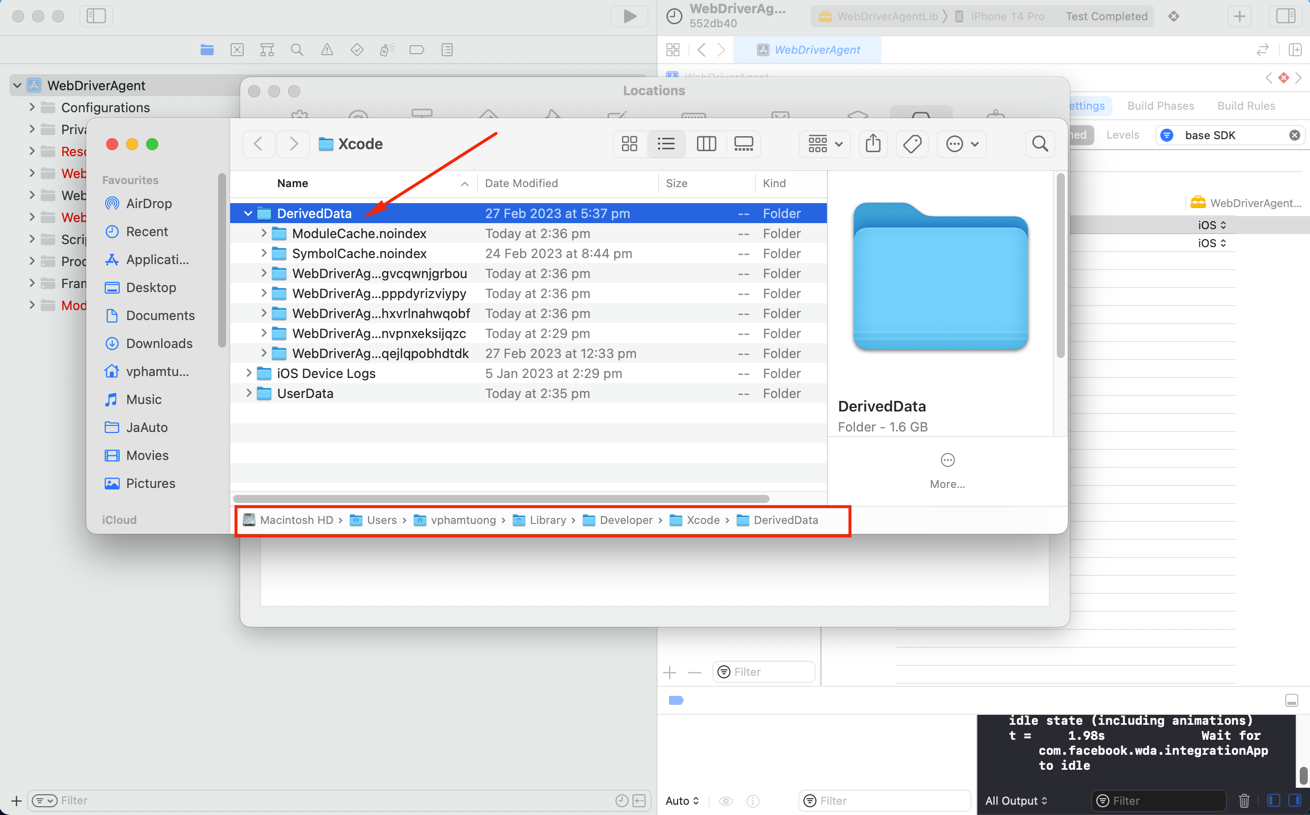 WebDriverAg...
552db40
WebDriverAgentLib
iPhone 14 Pro
Test Completed
WebDriverAgent
WebDriverAgent
WebDriverAgent
Configurations
Locations
ettings
Build Phases
Build Rules
Levels
base SDK
WebDriverAgent...
iOS
iOS
Priva
Reso
Web
Web
Web
Scrip
Prod
Fram
Mod
Favourites
AirDrop
Recent
Applicati...
Desktop
Documents
Downloads
vphamtu...
Music
JaAuto
Movies
Pictures
iCloud
Xcode
Name
Date Modified
Size
Kind
DerivedData 27 Feb 2023 at 5:37 pm -- Folder
ModuleCache.noindex Today at 2:36 pm -- Folder
SymbolCache.noindex 24 Feb 2023 at 8:44 pm -- Folder
WebDriverAg...gvcqwnjgrbou Today at 2:36 pm -- Folder
WebDriverAg...pppdyrizviypy Today at 2:36 pm -- Folder
WebDriverAg...hxvrlnahwqobf Today at 2:36 pm -- Folder
WebDriverAg...nvpnxeksijqzc Today at 2:29 pm -- Folder
WebDriverAg...qejlqpobhdtdk 27 Feb 2023 at 12:33 pm -- Folder
iOS Device Logs 5 Jan 2023 at 2:29 pm -- Folder
UserData Today at 2:35 pm -- Folder
DerivedData
Folder - 1.6 GB
More...
Macintosh HD › Users › vphamtuong › Library › Developer › Xcode › DerivedData
Filter
idle state (including animations)
t = 1.98s Wait for
com.facebook.wda.integrationApp
to idle
Filter
Auto
Filter
All Output
Filter